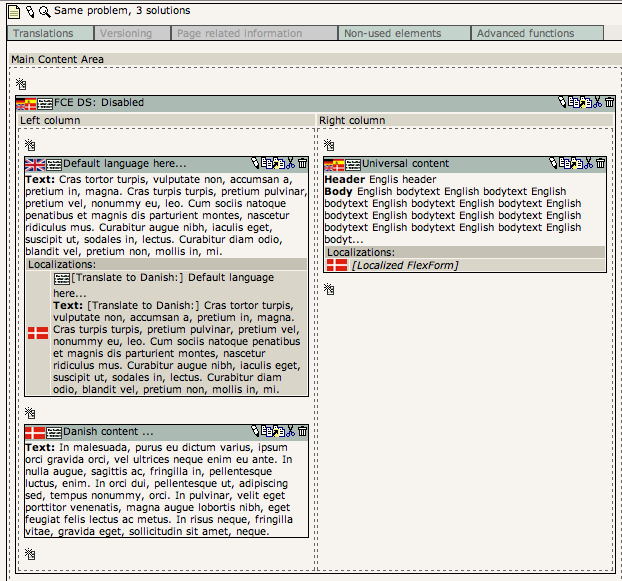 Same problem, 3 solutions
Translations
Versioning
Page related information
Non-used elements
Advanced functions
Main Content Area
FCE DS: Disabled
Left column
Default language here...
Text: Cras tortor turpis, vulputate non, accumsan a,
pretium in, magna. Cras turpis turpis, pretium pulvinar,
pretium vel, nonummy eu, leo. Cum sociis natoque
penatibus et magnis dis parturient montes, nascetur
ridiculus mus. Curabitur augue nibh, iaculis eget,
suscipit ut, sodales in, lectus. Curabitur diam odio,
blandit vel, pretium non, mollis in, mi.
Localizations:
[Translate to Danish:] Default language
here...
Text: [Translate to Danish:] Cras tortor turpis,
vulputate non, accumsan a, pretium in, magna.
Cras turpis turpis, pretium pulvinar, pretium vel,
nonummy eu, leo. Cum sociis natoque penatibus
et magnis dis parturient montes, nascetur
ridiculus mus. Curabitur augue nibh, iaculis eget,
suscipit ut, sodales in, lectus. Curabitur diam
odio, blandit vel, pretium non, mollis in, mi.
Danish content ...
Text: In malesuada, purus eu dictum varius, ipsum
orci gravida orci, vel ultrices neque enim eu ante. In
nulla augue, sagittis ac, fringilla in, pellentesque
luctus, enim. In orci dui, pellentesque ut, adipiscing
sed, tempus nonummy, orci. In pulvinar, velit eget
porttitor venenatis, magna augue lobortis nibh, eget
feugiat felis lectus ac metus. In risus neque, fringilla
vitae, gravida eget, sollicitudin sit amet, neque.
Right column
Universal content
Header Englis header
Body English bodytext English bodytext English
bodytext English bodytext English bodytext English
bodytext English bodytext English bodytext English
bodytext English bodytext English bodytext English
bodyt...
Localizations:
[Localized FlexForm]